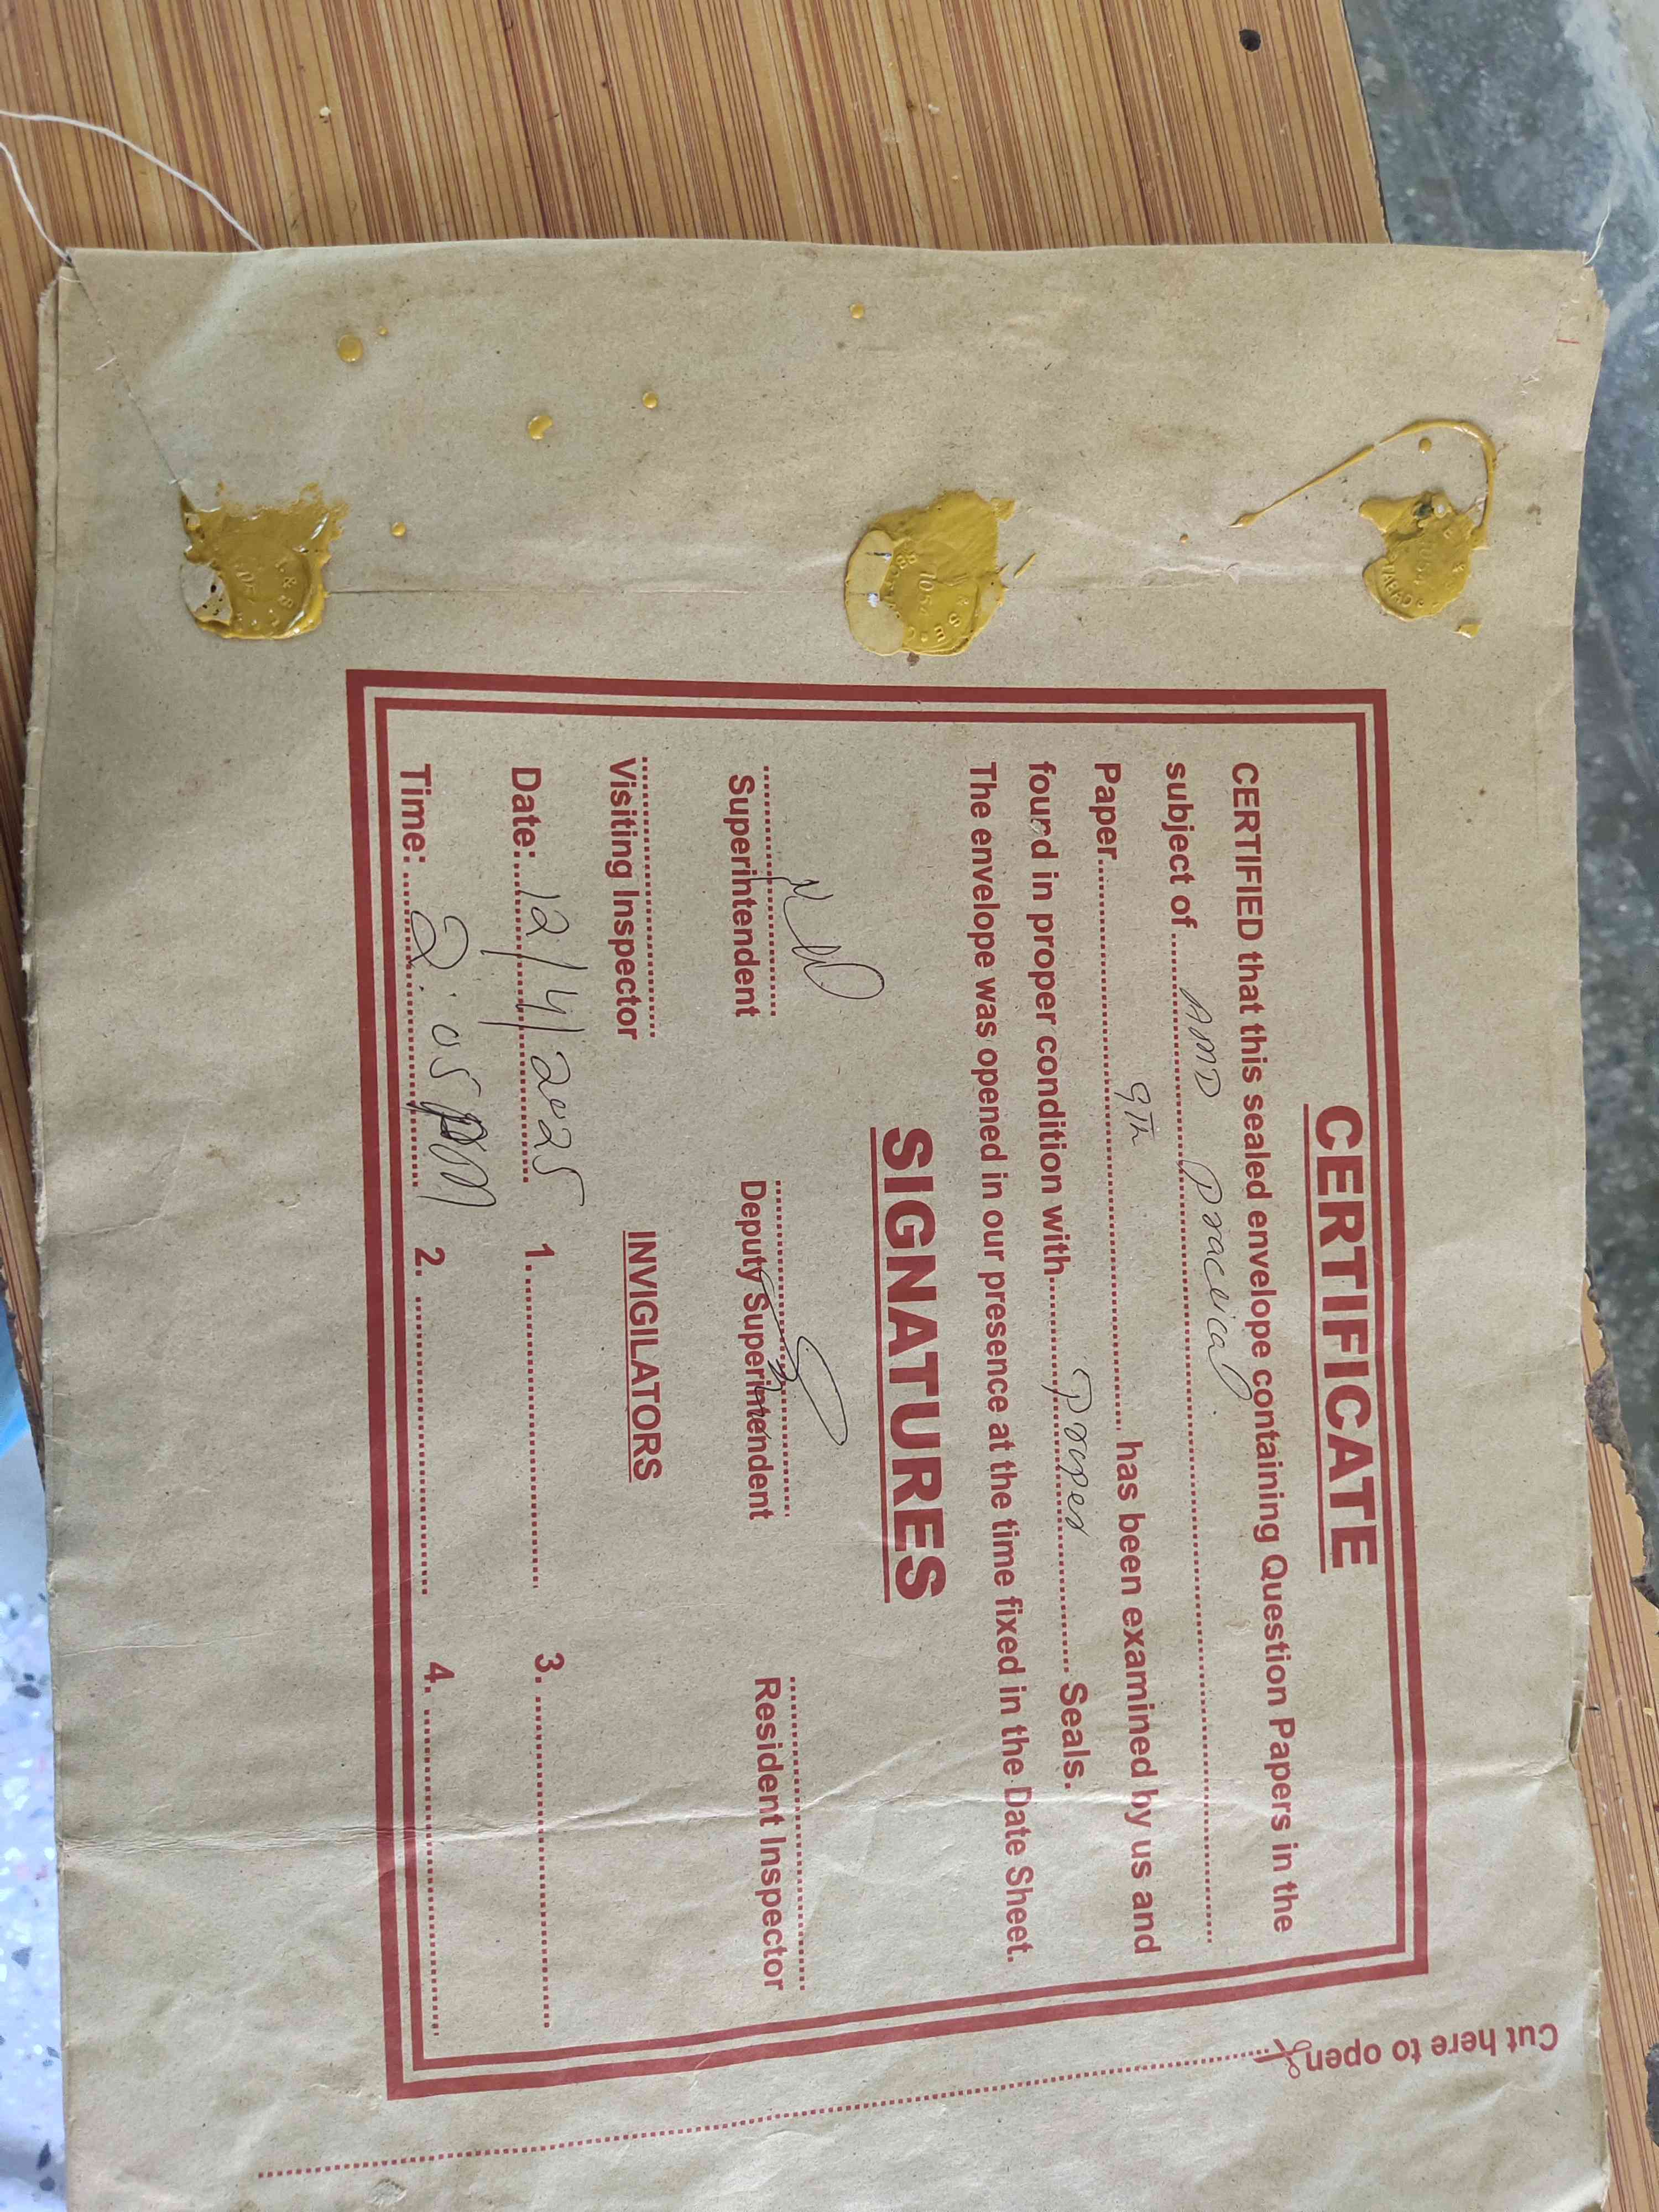 CERTIFICATE
CERTIFIED that this sealed envelope containing Question Papers in the
subject of AMD Practical.
Paper 9Th has been examined by us and
found in proper condition with Proper Seals.
The envelope was opened in our presence at the time fixed in the Date Sheet.
SIGNATURES
Superintendent Deputy Superintendent Resident Inspector
Visiting Inspector
INVIGILATORS
Date: 12/4/2025 1. 3.
Time: 2:05 PM 2. 4.
Cut here to open